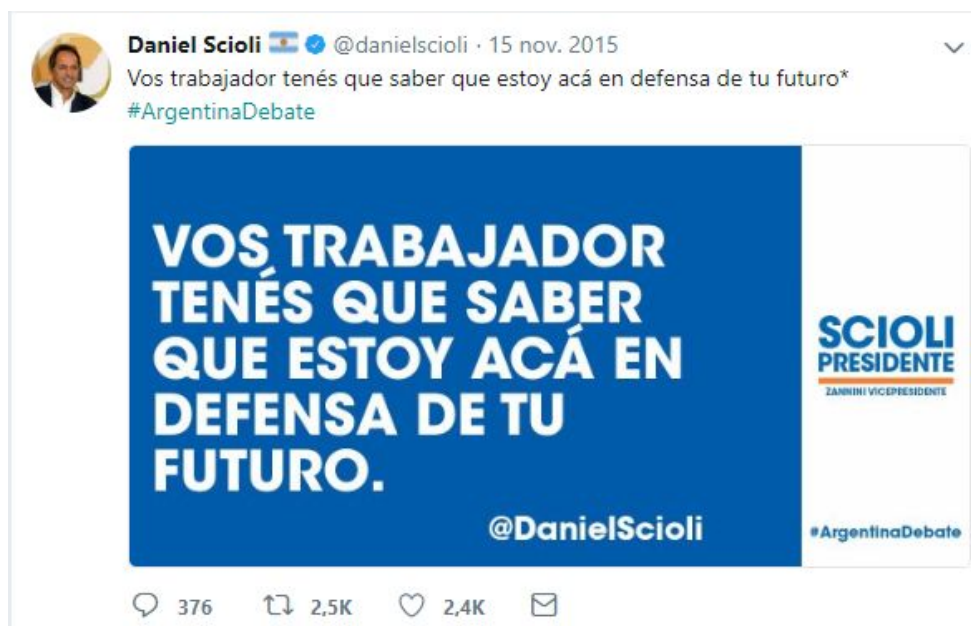 Daniel Scioli 🇦🇷 @danielscioli · 15 nov. 2015
Vos trabajador tenés que saber que estoy acá en defensa de tu futuro*
#ArgentinaDebate
VOS TRABAJADOR
TENÉS QUE SABER
QUE ESTOY ACÁ EN
DEFENSA DE TU
FUTURO.
@DanielScioli
SCIOLI
PRESIDENTE
ZANNINI VICEPRESIDENTE
#ArgentinaDebate
376 2,5K 2,4K